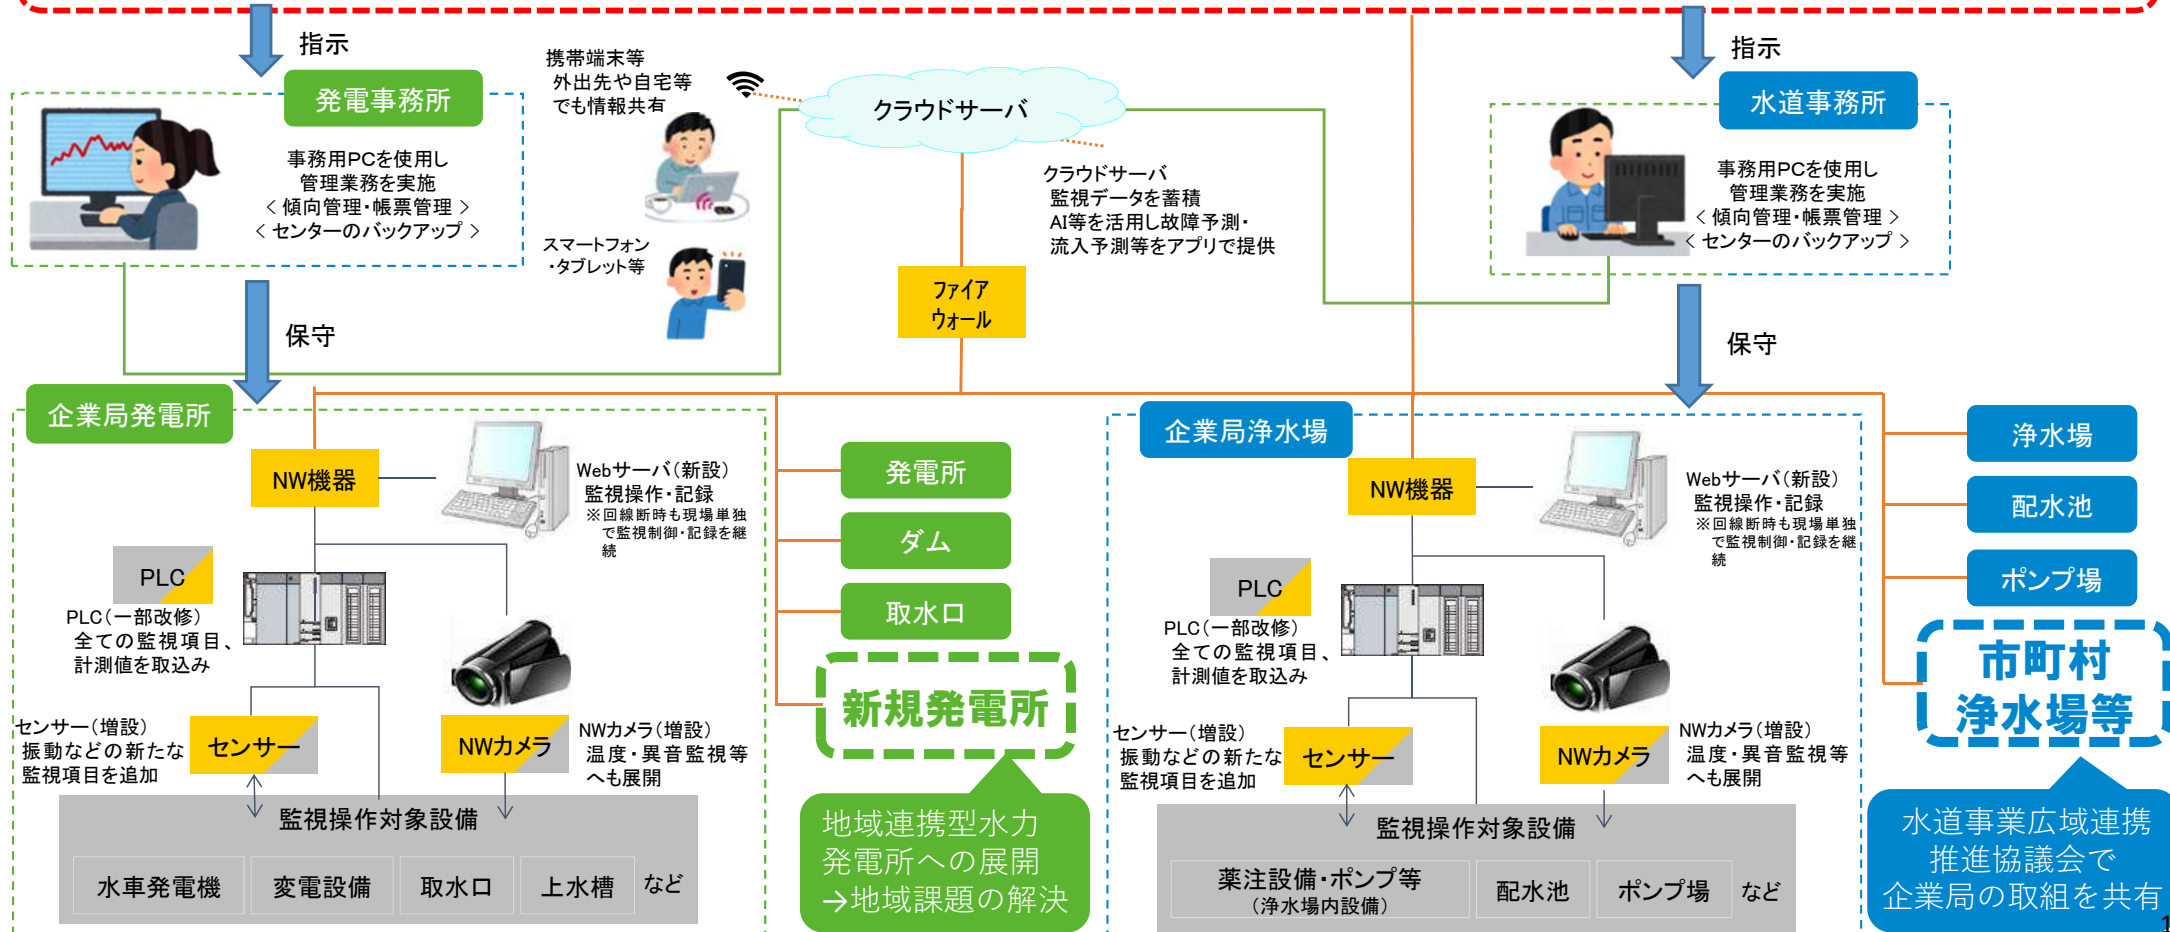 指示
発電事務所
事務用PCを使用し
管理業務を実施
< 傾向管理・帳票管理 >
< センターのバックアップ >
携帯端末等
外出先や自宅等
でも情報共有
スマートフォン
・タブレット等
クラウドサーバ
クラウドサーバ
監視データを蓄積
AI等を活用し故障予測・
流入予測等をアプリで提供
ファイア
ウォール
指示
水道事務所
事務用PCを使用し
管理業務を実施
< 傾向管理・帳票管理 >
< センターのバックアップ >
保守
保守
企業局発電所
NW機器
Webサーバ(新設)
監視操作・記録
※回線断時も現場単独
で監視制御・記録を継
続
PLC
PLC(一部改修)
全ての監視項目、
計測値を取込み
センサー(増設)
振動などの新たな
監視項目を追加
センサー
NWカメラ
NWカメラ(増設)
温度・異音監視等
へも展開
監視操作対象設備
水車発電機
変電設備
取水口
上水槽
など
発電所
ダム
取水口
新規発電所
地域連携型水力
発電所への展開
→地域課題の解決
企業局浄水場
NW機器
Webサーバ(新設)
監視操作・記録
※回線断時も現場単独
で監視制御・記録を継
続
PLC
PLC(一部改修)
全ての監視項目、
計測値を取込み
センサー(増設)
振動などの新たな
監視項目を追加
センサー
NWカメラ
NWカメラ(増設)
温度・異音監視等
へも展開
監視操作対象設備
薬注設備・ポンプ等
(浄水場内設備)
配水池
ポンプ場
など
浄水場
配水池
ポンプ場
市町村
浄水場等
水道事業広域連携
推進協議会で
企業局の取組を共有
1